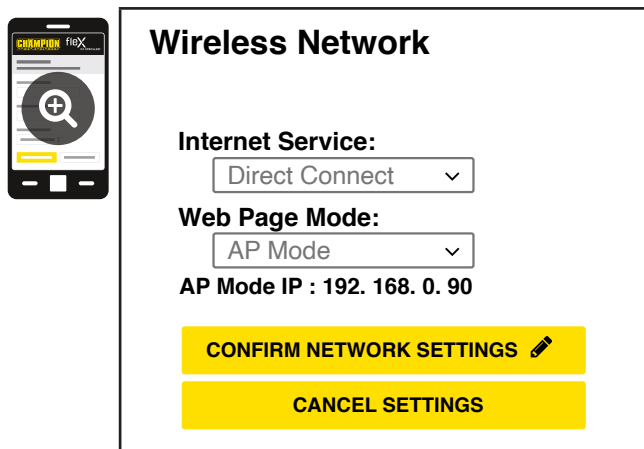 CHAMPION fleX
Wireless Network
Internet Service:
Direct Connect
Web Page Mode:
AP Mode
AP Mode IP : 192. 168. 0. 90
CONFIRM NETWORK SETTINGS
CANCEL SETTINGS